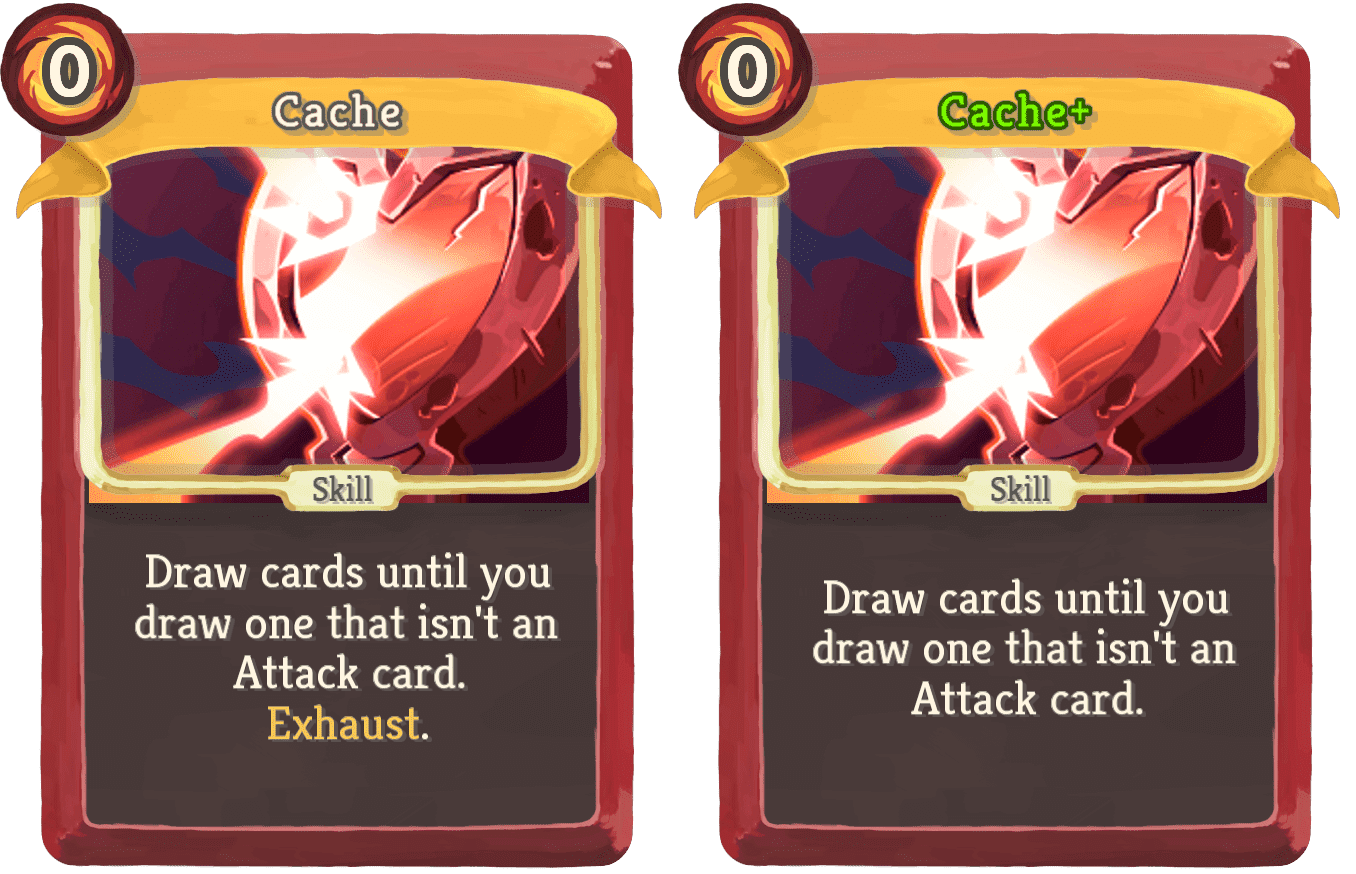 0
Cache
Skill
Draw cards until you
draw one that isn't an
Attack card.
Exhaust.
0
Cache+
Skill
Draw cards until you
draw one that isn't an
Attack card.